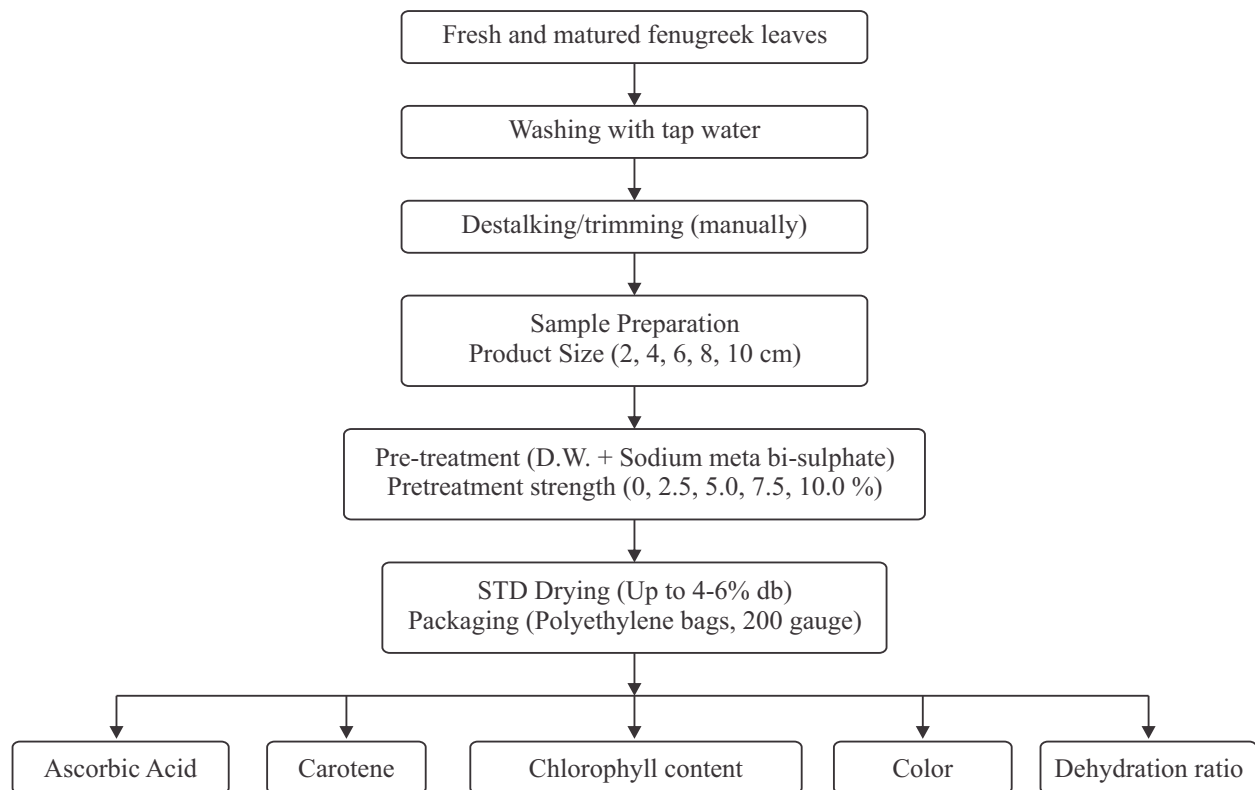 Fresh and matured fenugreek leaves
Washing with tap water
Destalking/trimming (manually)
Sample Preparation
Product Size (2, 4, 6, 8, 10 cm)
Pre-treatment (D.W. + Sodium meta bi-sulphate)
Pretreatment strength (0, 2.5, 5.0, 7.5, 10.0 %)
STD Drying (Up to 4-6% db)
Packaging (Polyethylene bags, 200 gauge)
Ascorbic Acid
Carotene
Chlorophyll content
Color
Dehydration ratio